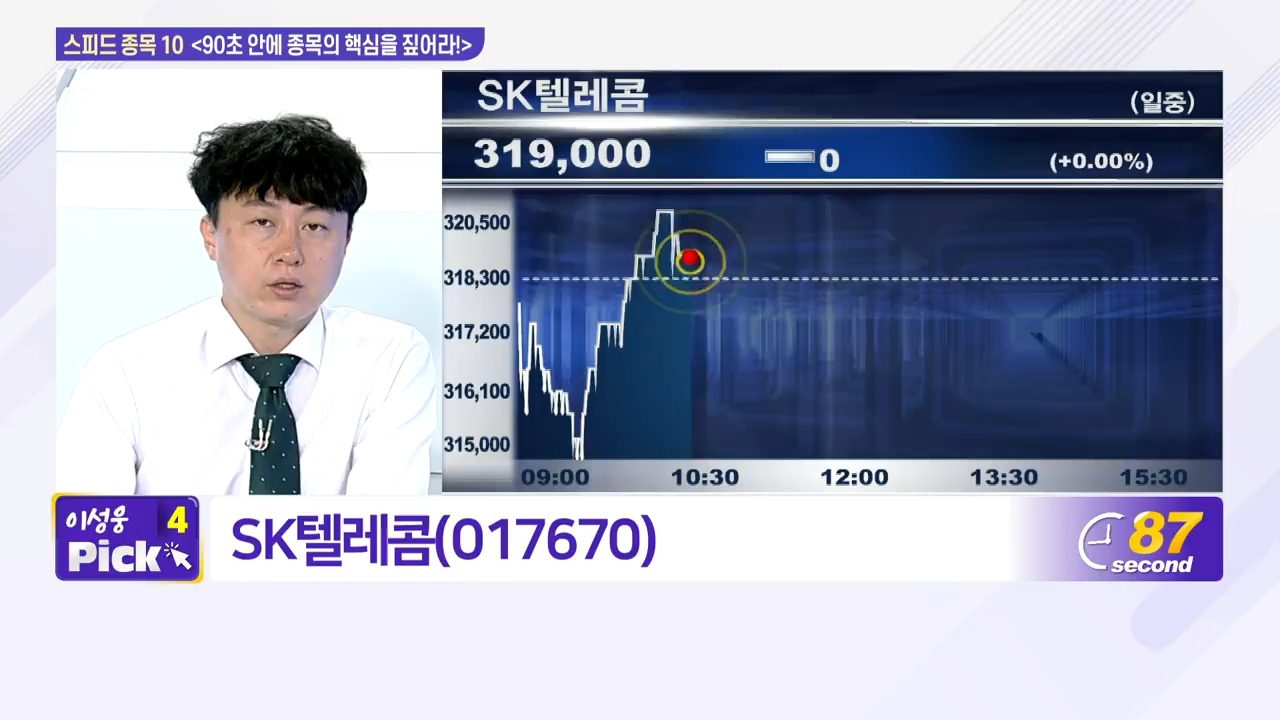 스피드 종목 10 <90초 안에 종목의 핵심을 짚어라!>
SK텔레콤
(일중)
319,000
0
(+0.00%)
320,500
318,300
317,200
316,100
315,000
09:00
10:30
12:00
13:30
15:30
이성웅
4
Pick
SK텔레콤(017670)
87
second